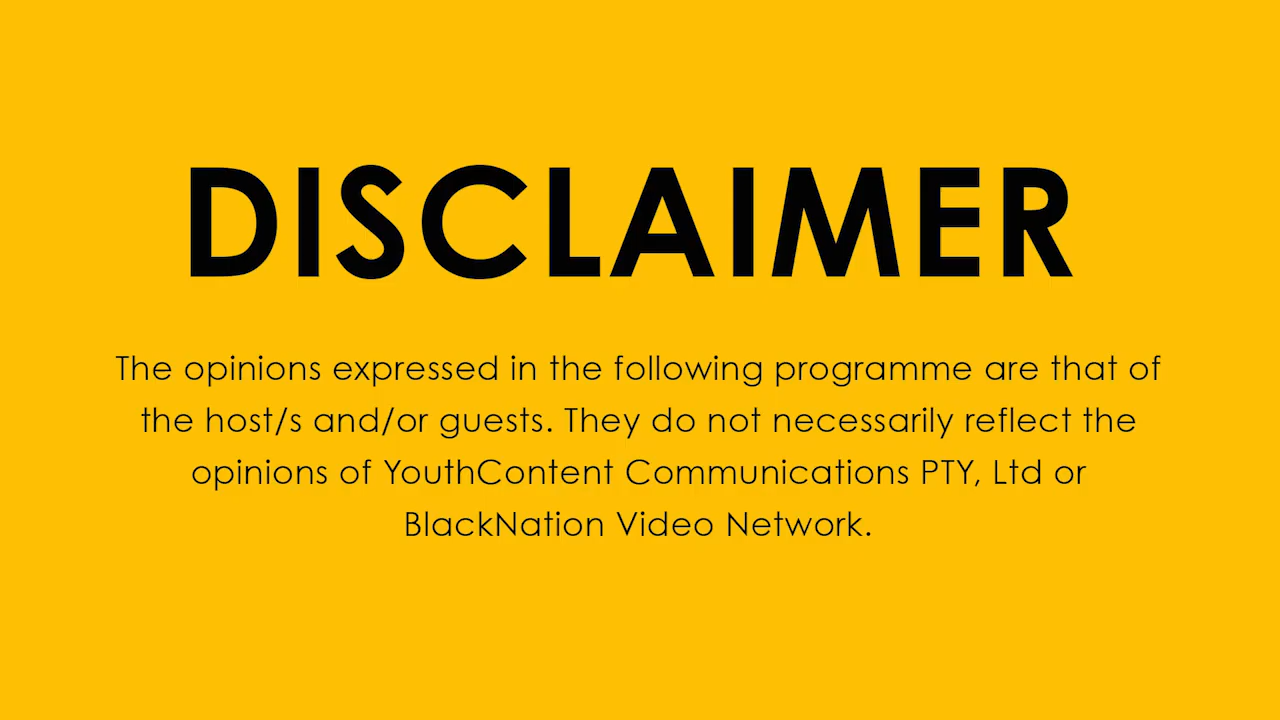 DISCLAIMER
The opinions expressed in the following programme are that of
the host/s and/or guests. They do not necessarily reflect the
opinions of YouthContent Communications PTY, Ltd or
BlackNation Video Network.